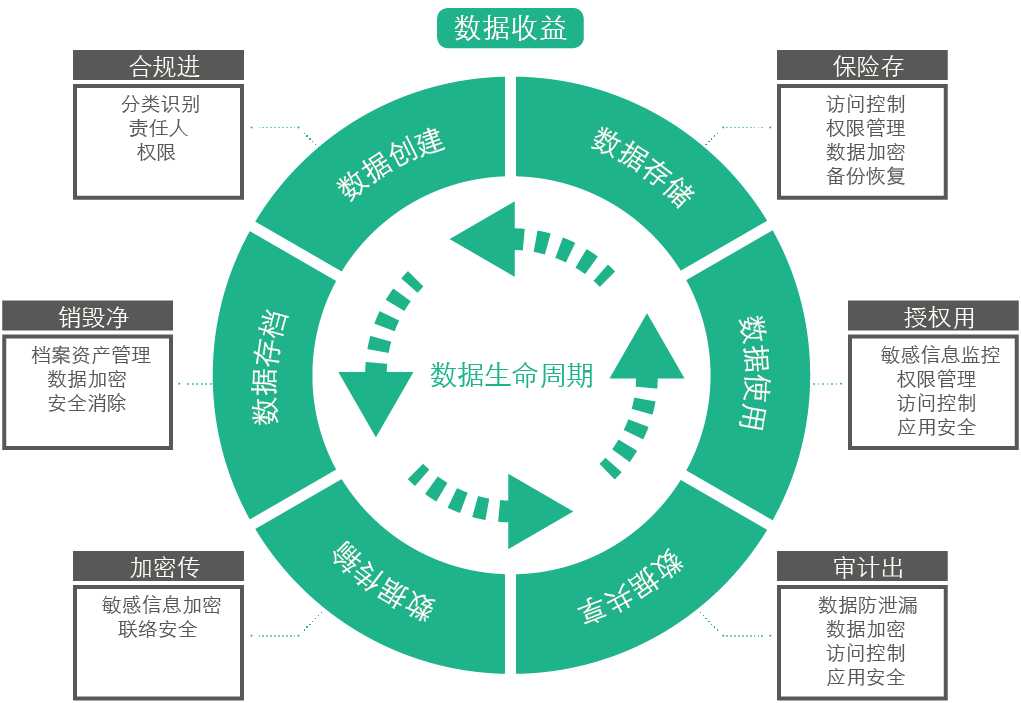 数据收益
合规进
分类识别
责任人
权限
保险存
访问控制
权限管理
数据加密
备份恢复
数据创建
数据存储
销毁净
档案资产管理
数据加密
安全消除
数据存档
数据生命周期
数据使用
授权用
敏感信息监控
权限管理
访问控制
应用安全
加密传
敏感信息加密
联络安全
数据传输
数据共享
审计出
数据防泄漏
数据加密
访问控制
应用安全